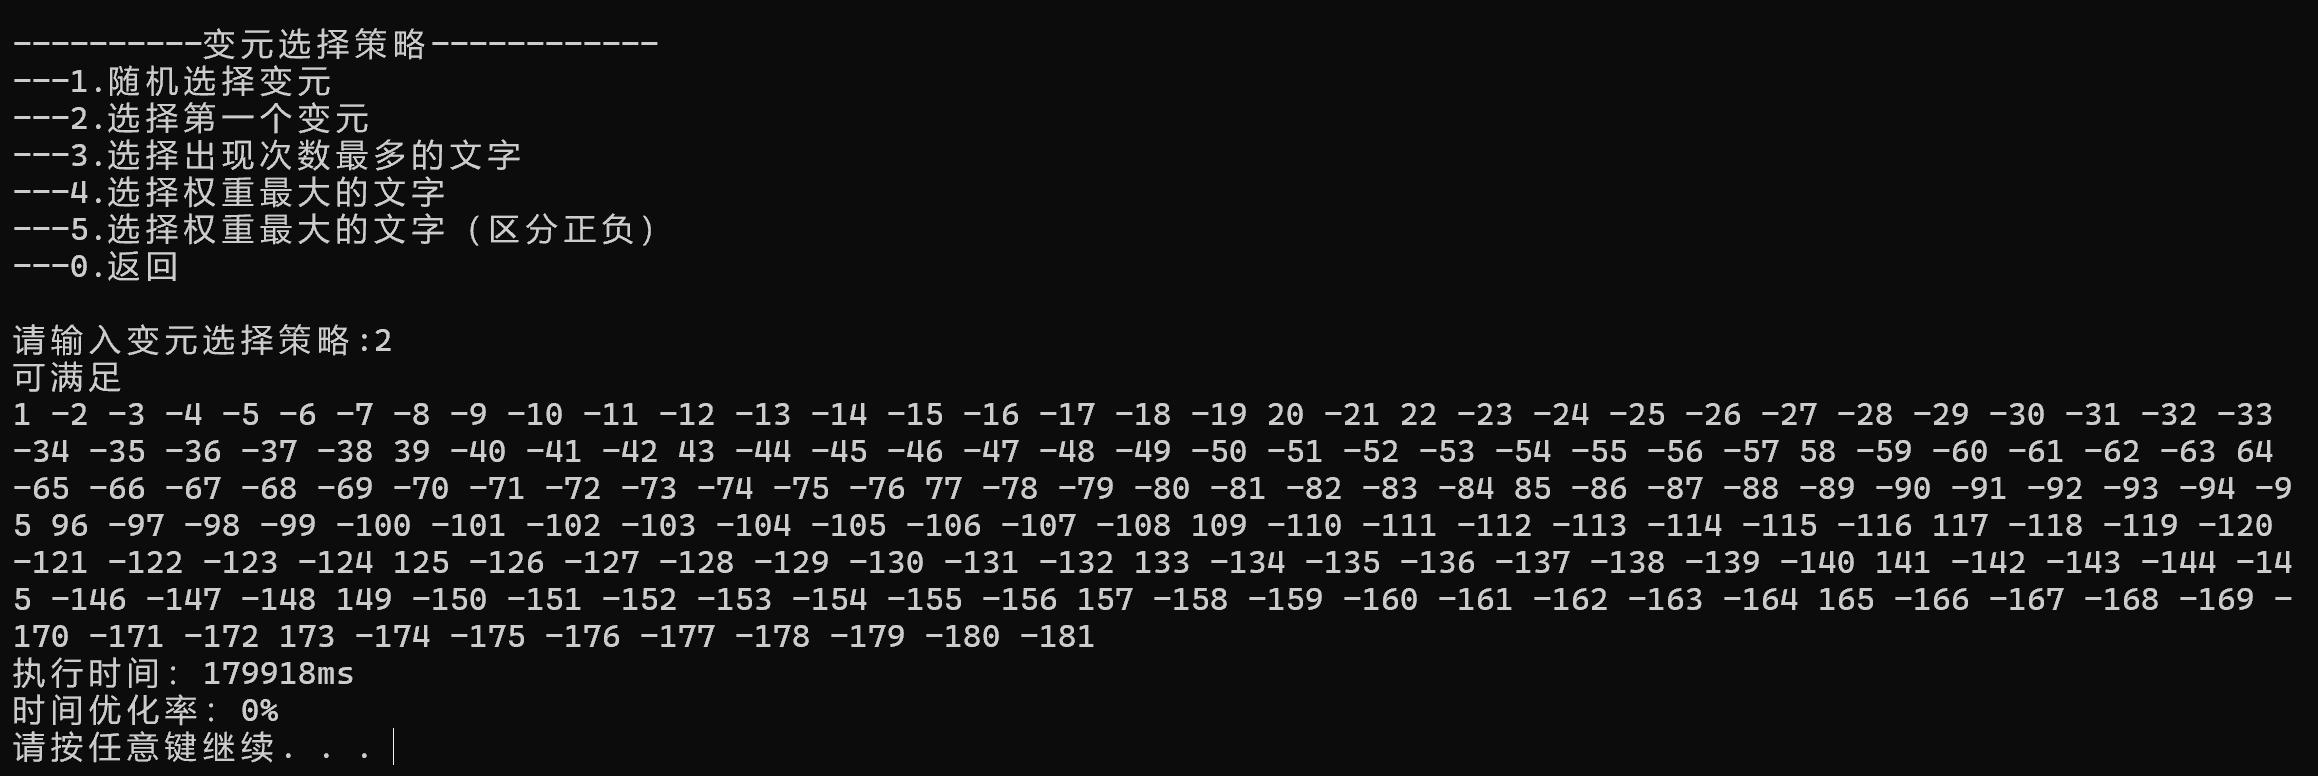 ----------变元选择策略------------
---1.随机选择变元
---2.选择第一个变元
---3.选择出现次数最多的文字
---4.选择权重最大的文字
---5.选择权重最大的文字（区分正负）
---0.返回
请输入变元选择策略:2
可满足
1 -2 -3 -4 -5 -6 -7 -8 -9 -10 -11 -12 -13 -14 -15 -16 -17 -18 -19 20 -21 22 -23 -24 -25 -26 -27 -28 -29 -30 -31 -32 -33
-34 -35 -36 -37 -38 39 -40 -41 -42 43 -44 -45 -46 -47 -48 -49 -50 -51 -52 -53 -54 -55 -56 -57 58 -59 -60 -61 -62 -63 64
-65 -66 -67 -68 -69 -70 -71 -72 -73 -74 -75 -76 77 -78 -79 -80 -81 -82 -83 -84 85 -86 -87 -88 -89 -90 -91 -92 -93 -94 -9
5 96 -97 -98 -99 -100 -101 -102 -103 -104 -105 -106 -107 -108 109 -110 -111 -112 -113 -114 -115 -116 117 -118 -119 -120
-121 -122 -123 -124 125 -126 -127 -128 -129 -130 -131 -132 133 -134 -135 -136 -137 -138 -139 -140 141 -142 -143 -144 -14
5 -146 -147 -148 149 -150 -151 -152 -153 -154 -155 -156 157 -158 -159 -160 -161 -162 -163 -164 165 -166 -167 -168 -169 -
170 -171 -172 173 -174 -175 -176 -177 -178 -179 -180 -181
执行时间: 179918ms
时间优化率: 0%
请按任意键继续. . .